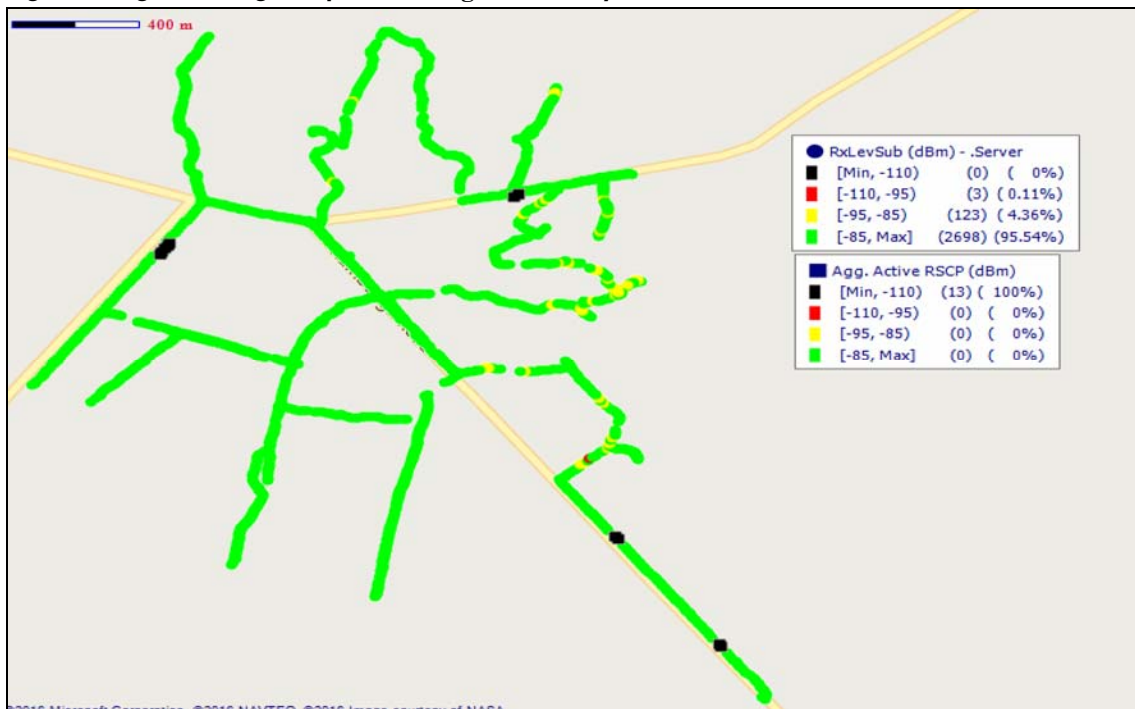 400 m
RxLevSub (dBm) - .Server
[Min, -110) (0) ( 0%)
[-110, -95) (3) ( 0.11%)
[-95, -85) (123) ( 4.36%)
[-85, Max] (2698) (95.54%)
Agg. Active RSCP (dBm)
[Min, -110) (13) ( 100%)
[-110, -95) (0) ( 0%)
[-95, -85) (0) ( 0%)
[-85, Max] (0) ( 0%)